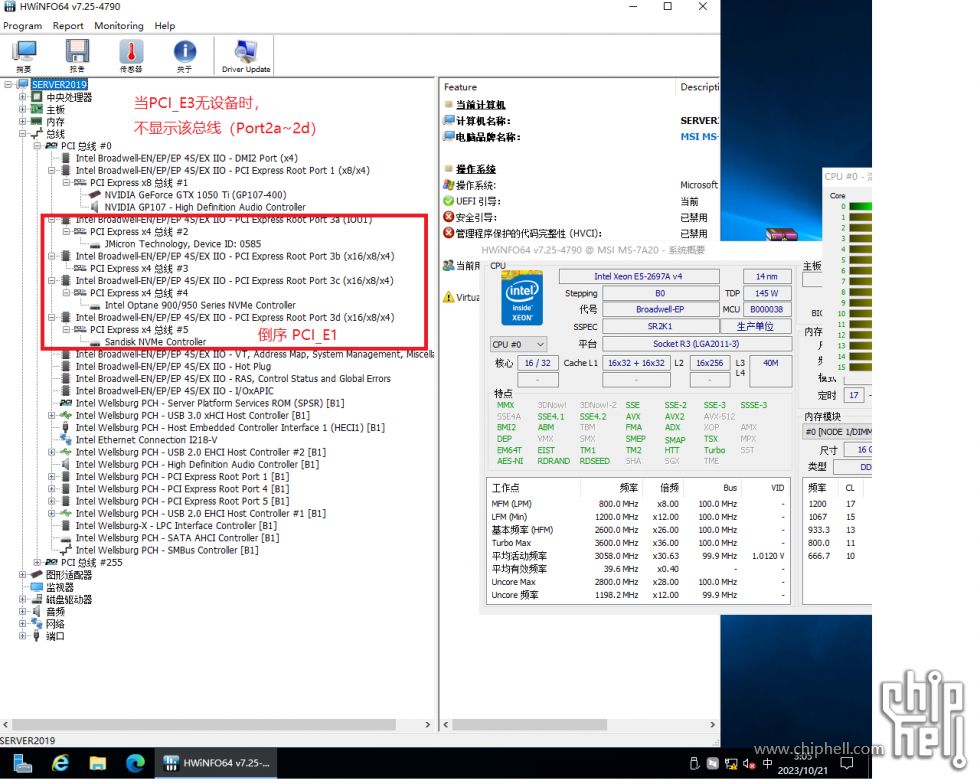 HWiNFO64 v7.25-4790
Program Report Monitoring Help
摘要 报告 传感器 关于 Driver Update
SERVER2019
中央处理器
主板
内存
总线
PCI 总线 #0
Intel Broadwell-EN/EP/EP 4S/EX IIO - DMI2 Port (x4)
Intel Broadwell-EN/EP/EP 4S/EX IIO - PCI Express Root Port 1 (x8/x4)
PCI Express x8 总线 #1
NVIDIA GeForce GTX 1050 Ti (GP107-400)
NVIDIA GP107 - High Definition Audio Controller
Intel Broadwell-EN/EP/EP 4S/EX IIO - PCI Express Root Port 3a (IOU1)
PCI Express x4 总线 #2
JMicron Technology, Device ID: 0585
Intel Broadwell-EN/EP/EP 4S/EX IIO - PCI Express Root Port 3b (x16/x8/x4)
PCI Express x4 总线 #3
Intel Broadwell-EN/EP/EP 4S/EX IIO - PCI Express Root Port 3c (x16/x8/x4)
PCI Express x4 总线 #4
Intel Optane 900/950 Series NVMe Controller
Intel Broadwell-EN/EP/EP 4S/EX IIO - PCI Express Root Port 3d (x16/x8/x4)
PCI Express x4 总线 #5
Sandisk NVMe Controller
Intel Broadwell-EN/EP/EP 4S/EX IIO - VT, Address Map, System Management, Miscella
Intel Broadwell-EN/EP/EP 4S/EX IIO - Hot Plug
Intel Broadwell-EN/EP/EP 4S/EX IIO - RAS, Control Status and Global Errors
Intel Broadwell-EN/EP/EP 4S/EX IIO - I/OxAPIC
Intel Wellsburg PCH - Server Platform Services ROM (SPSR) [B1]
Intel Wellsburg PCH - USB 3.0 xHCI Host Controller [B1]
Intel Wellsburg PCH - Host Embedded Controller Interface 1 (HECI1) [B1]
Intel Ethernet Connection I218-V
Intel Wellsburg PCH - USB 2.0 EHCI Host Controller #2 [B1]
Intel Wellsburg PCH - High Definition Audio Controller [B1]
Intel Wellsburg PCH - PCI Express Root Port 1 [B1]
Intel Wellsburg PCH - PCI Express Root Port 4 [B1]
Intel Wellsburg PCH - PCI Express Root Port 5 [B1]
Intel Wellsburg PCH - USB 2.0 EHCI Host Controller #1 [B1]
Intel Wellsburg-X - LPC Interface Controller [B1]
Intel Wellsburg PCH - SATA AHCI Controller [B1]
Intel Wellsburg PCH - SMBus Controller [B1]
PCI 总线 #255
图形适配器
监视器
磁盘驱动器
音频
网络
端口
当PCI_E3无设备时,
不显示该总线（Port2a~2d）
倒序 PCI_E1
Feature Descripti
当前计算机
计算机名称: SERVER
电脑品牌名称: MSI MS-
操作系统
操作系统: Microsoft
UEFI 引导: 当前
安全引导: 已禁用
管理程序保护的代码完整性 (HVCI): 已禁用
当前用
Virtua
HWiNFO64 v7.25-4790 @ MSI MS-7A20 - 系统概要
CPU
intel inside XEON
Intel Xeon E5-2697A v4 14 nm
Stepping B0 TDP 145 W
代号 Broadwell-EP MCU B000038
SSPEC SR2K1 生产单位
CPU #0 平台 Socket R3 (LGA2011-3)
核心 16 / 32 Cache L1 16x32 + 16x32 L2 16x256 L3 40M
- - - L4
特点
MMX 3DNow! 3DNow!-2 SSE SSE-2 SSE-3 SSSE-3
SSE4A SSE4.1 SSE4.2 AVX AVX2 AVX-512
BMI2 ABM TBM FMA ADX XOP AMX
DEP VMX SMX SMEP SMAP TSX MPX
EM64T EIST TM1 TM2 HTT Turbo SST
AES-NI RDRAND RDSEED SHA SGX TME
工作点 频率 倍频 Bus VID
MFM (LPM) 800.0 MHz x8.00 100.0 MHz -
LFM (Min) 1200.0 MHz x12.00 100.0 MHz -
基本频率 (HFM) 2600.0 MHz x26.00 100.0 MHz -
Turbo Max 3600.0 MHz x36.00 100.0 MHz -
平均活动频率 3058.0 MHz x30.63 99.9 MHz 1.0120 V
平均有效频率 39.6 MHz x0.40 - -
Uncore Max 2800.0 MHz x28.00 100.0 MHz -
Uncore 频率 1198.2 MHz x12.00 99.9 MHz -
CPU #0 -
Core
0
1
2
3
4
5
6
7
8
9
10
11
12
13
14
15
主板
内存
定时 17
内存模块
#0 [NODE 1/DIMM
尺寸 16 G
类型 DD
频率 CL
1200 17
1067 15
933.3 13
800.0 11
666.7 10
SERVER2019
HWiNFO64 v7.25-...
中
2023/10/21
www.chiphell.com
chip hell